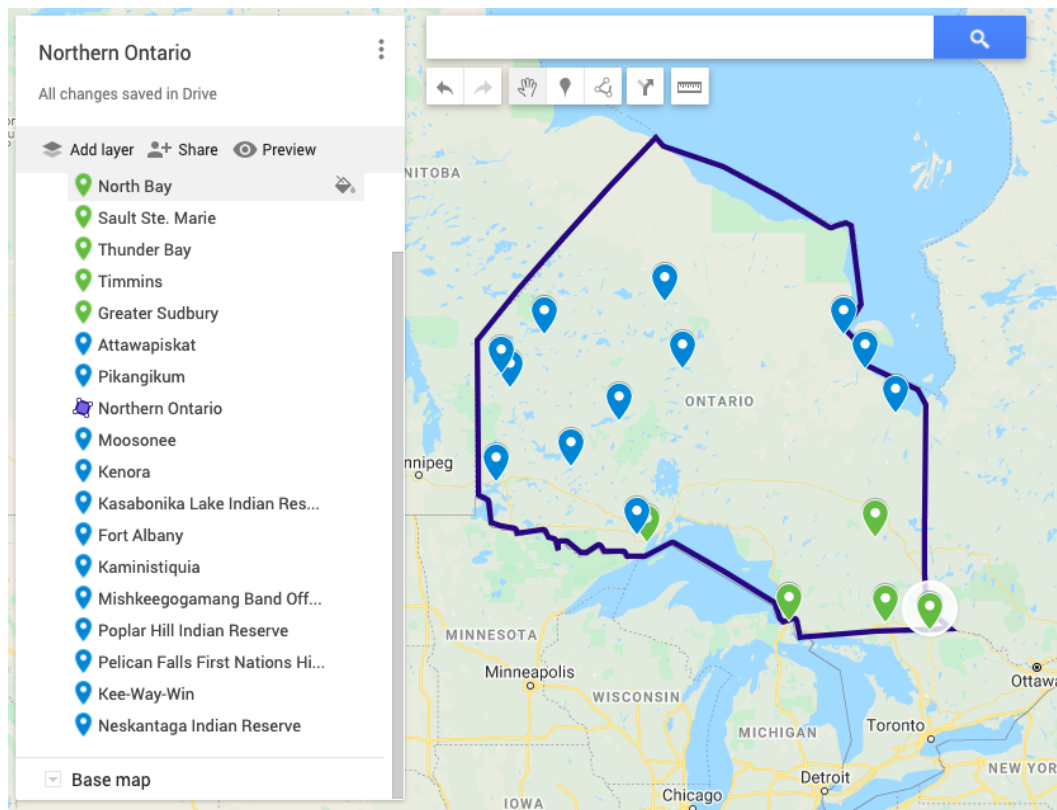 Northern Ontario
All changes saved in Drive
Add layer Share Preview
North Bay
Sault Ste. Marie
Thunder Bay
Timmins
Greater Sudbury
Attawapiskat
Pikangikum
Northern Ontario
Moosonee
Kenora
Kasabonika Lake Indian Res...
Fort Albany
Kaministiquia
Mishkeegogamang Band Off...
Poplar Hill Indian Reserve
Pelican Falls First Nations Hi...
Kee-Way-Win
Neskantaga Indian Reserve
Base map
NITOBA
ONTARIO
nnipeg
MINNESOTA
Minneapolis
WISCONSIN
Ottawa
MICHIGAN
Toronto
Detroit
NEW YOR
Chicago
IOWA